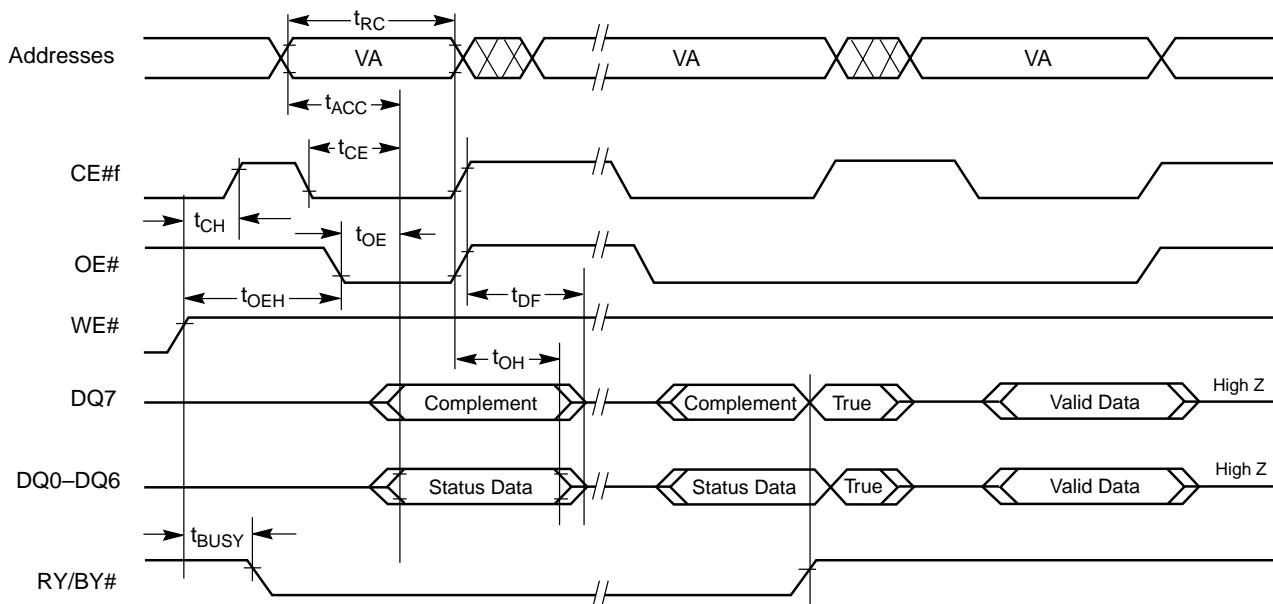 tRC
Addresses VA VA VA
tACC
tCE
CE#f
tCH tOE
OE#
tOEH tDF
WE#
tOH
DQ7 Complement Complement True Valid Data High Z
DQ0–DQ6 Status Data Status Data True Valid Data High Z
tBUSY
RY/BY#